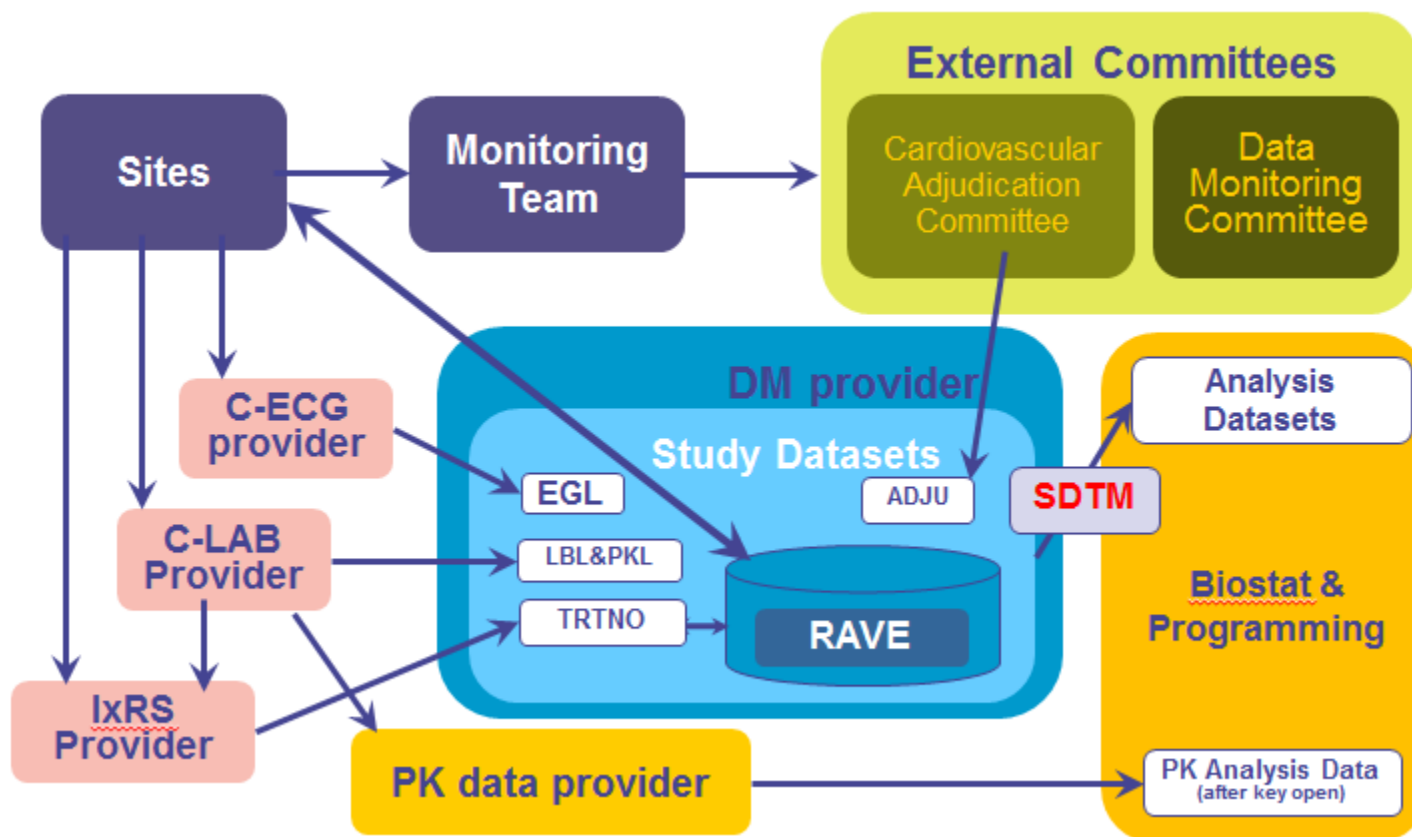 External Committees
Sites
Monitoring
Team
Cardiovascular
Adjudication
Committee
Data
Monitoring
Committee
DM provider
Study Datasets
C-ECG
provider
EGL
ADJU
SDTM
Analysis
Datasets
C-LAB
Provider
LBL&PKL
TRTNO
RAVE
Biostat &
Programming
IxRS
Provider
PK data provider
PK Analysis Data
(after key open)